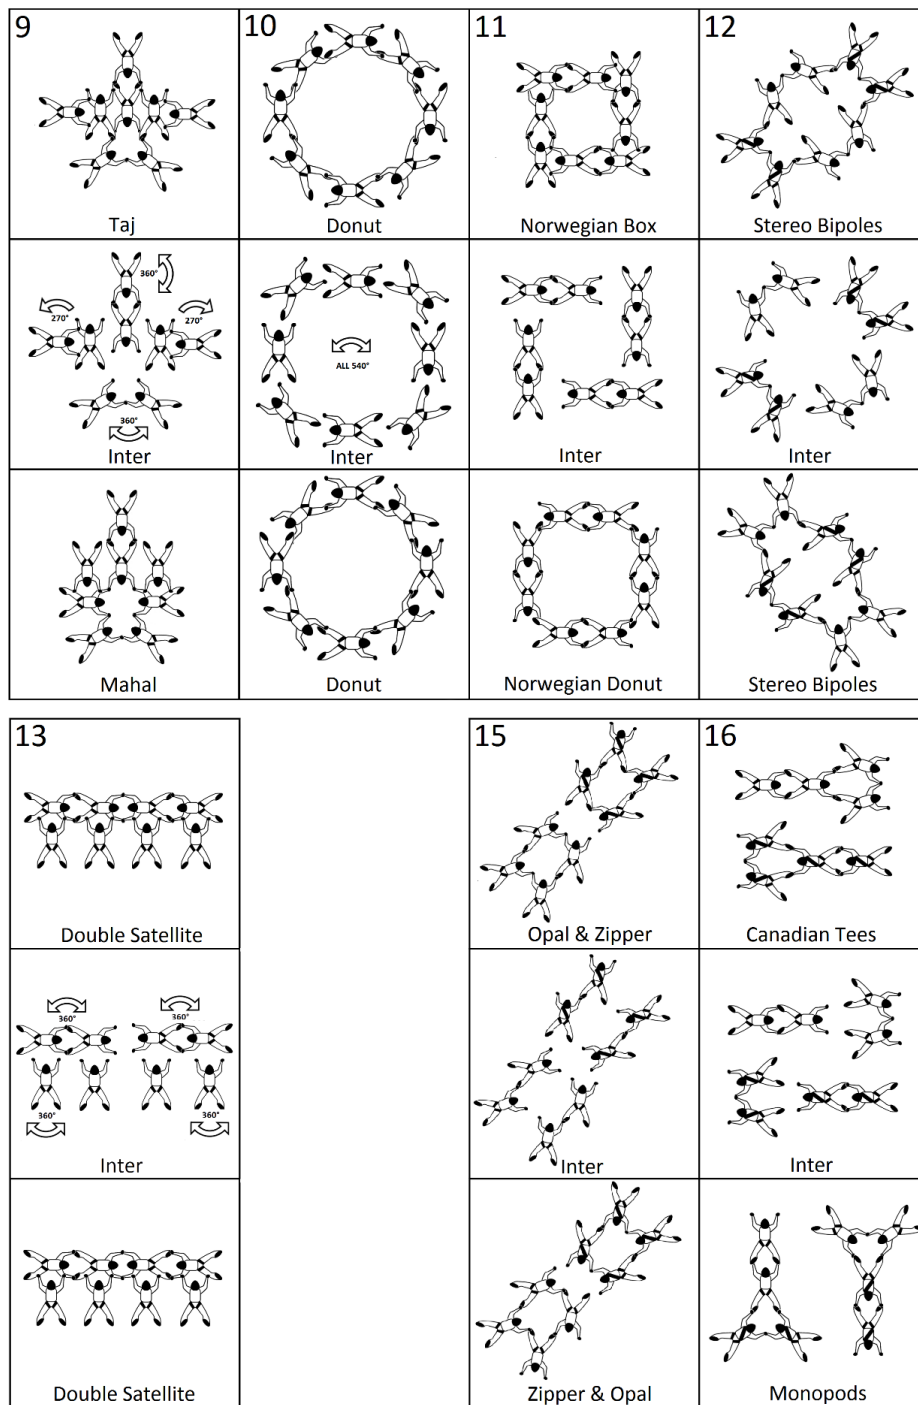 9
10
11
12
Taj
Donut
Norwegian Box
Stereo Bipoles
360°
270°
270°
360°
Inter
ALL 540°
Inter
Inter
Inter
Mahal
Donut
Norwegian Donut
Stereo Bipoles
13
15
16
Double Satellite
Opal & Zipper
Canadian Tees
360°
360°
360°
360°
Inter
Inter
Inter
Double Satellite
Zipper & Opal
Monopods